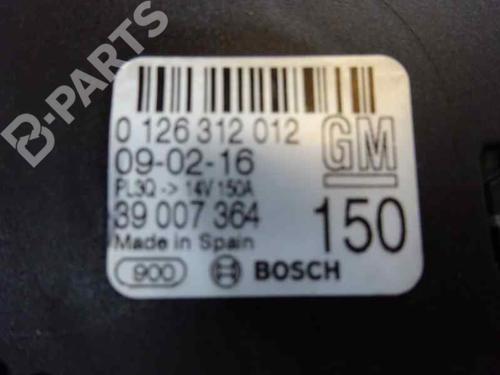 B-PARTS
0 126 312 012
GM
09-02-16
PL3Q -> 14V 150A
39 007 364
150
Made in Spain
900
BOSCH